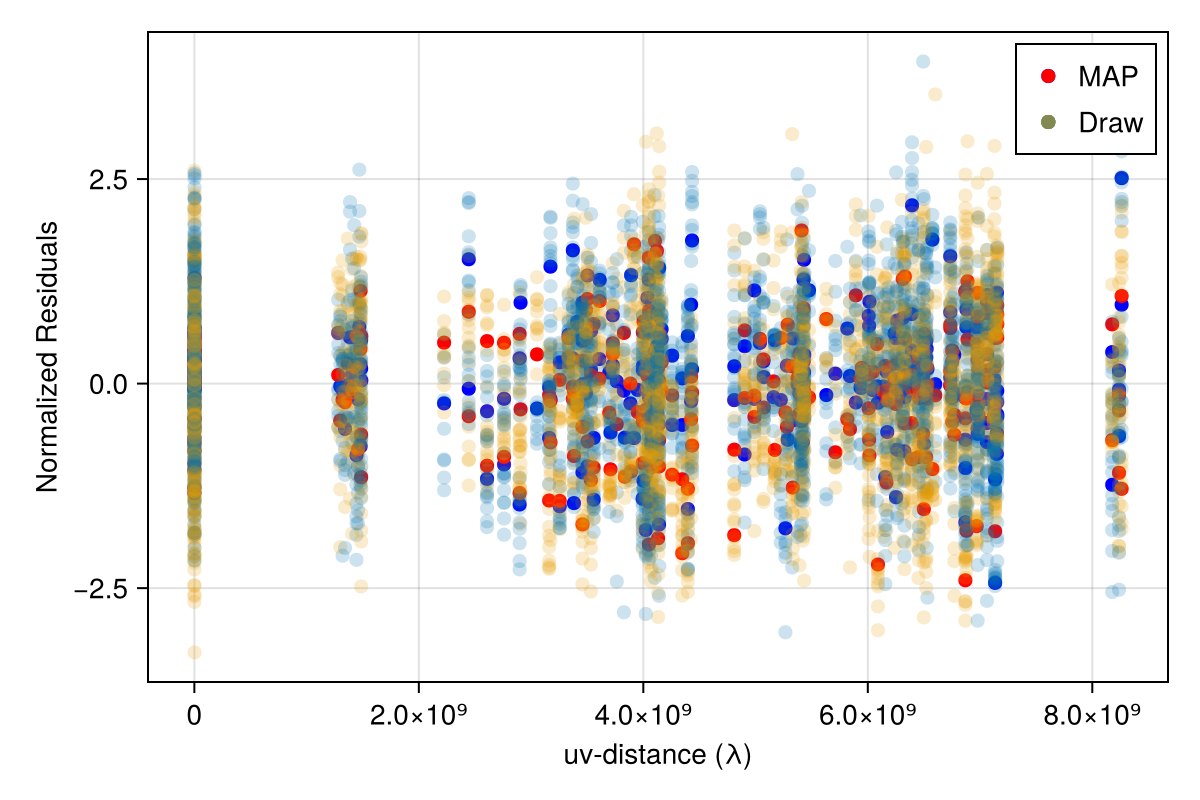 MAP
Draw
2.5
0.0
−2.5
Normalized Residuals
0
2.0×10⁹
4.0×10⁹
6.0×10⁹
8.0×10⁹
uv-distance (λ)